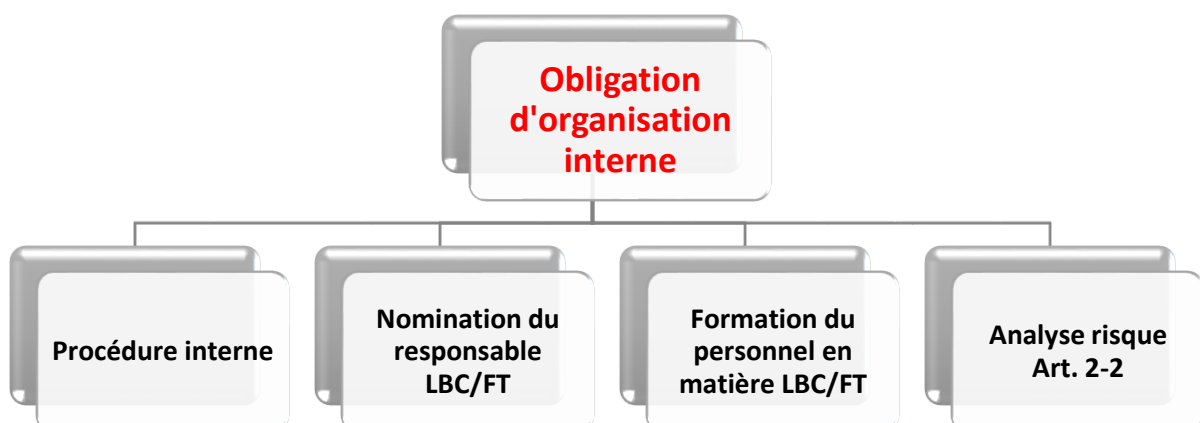 Obligation
d'organisation
interne
Procédure interne
Nomination du
responsable
LBC/FT
Formation du
personnel en
matière LBC/FT
Analyse risque
Art. 2-2